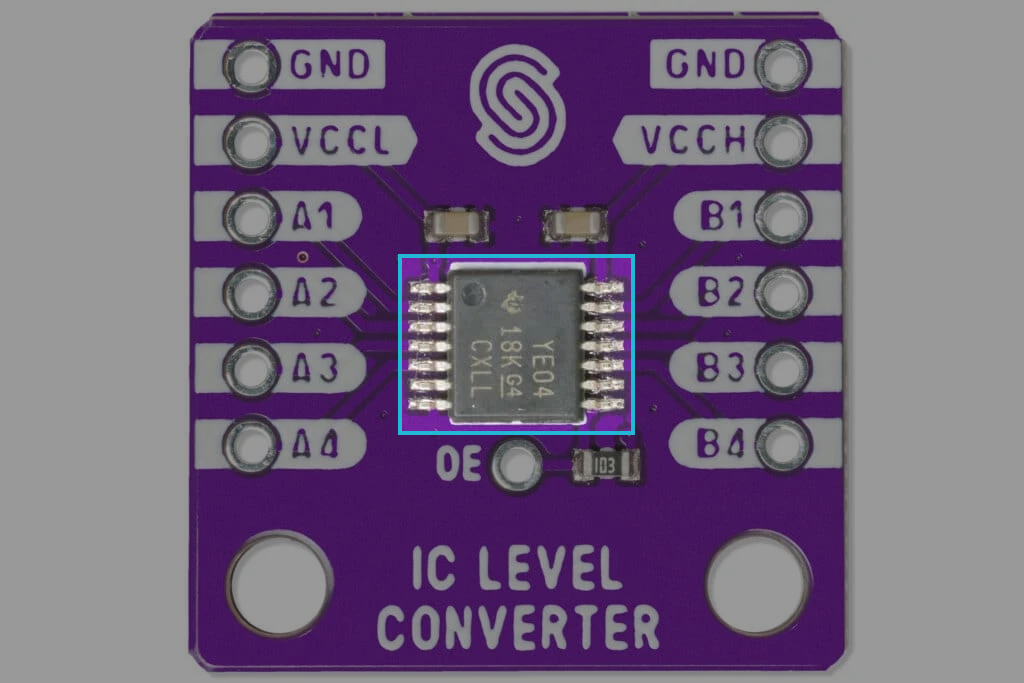 GND
GND
VCCL
VCCH
A1
B1
A2
B2
A3
B3
A4
B4
YE04
18K G4
CXLL
OE
103
IC LEVEL
CONVERTER